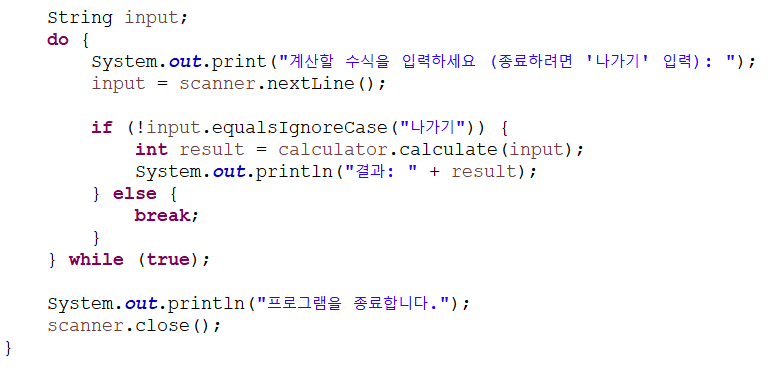 String input;
do {
System.out.print("계산할 수식을 입력하세요 (종료하려면 '나가기' 입력): ");
input = scanner.nextLine();
if (!input.equalsIgnoreCase("나가기")) {
int result = calculator.calculate(input);
System.out.println("결과: " + result);
} else {
break;
}
} while (true);
System.out.println("프로그램을 종료합니다.");
scanner.close();
}